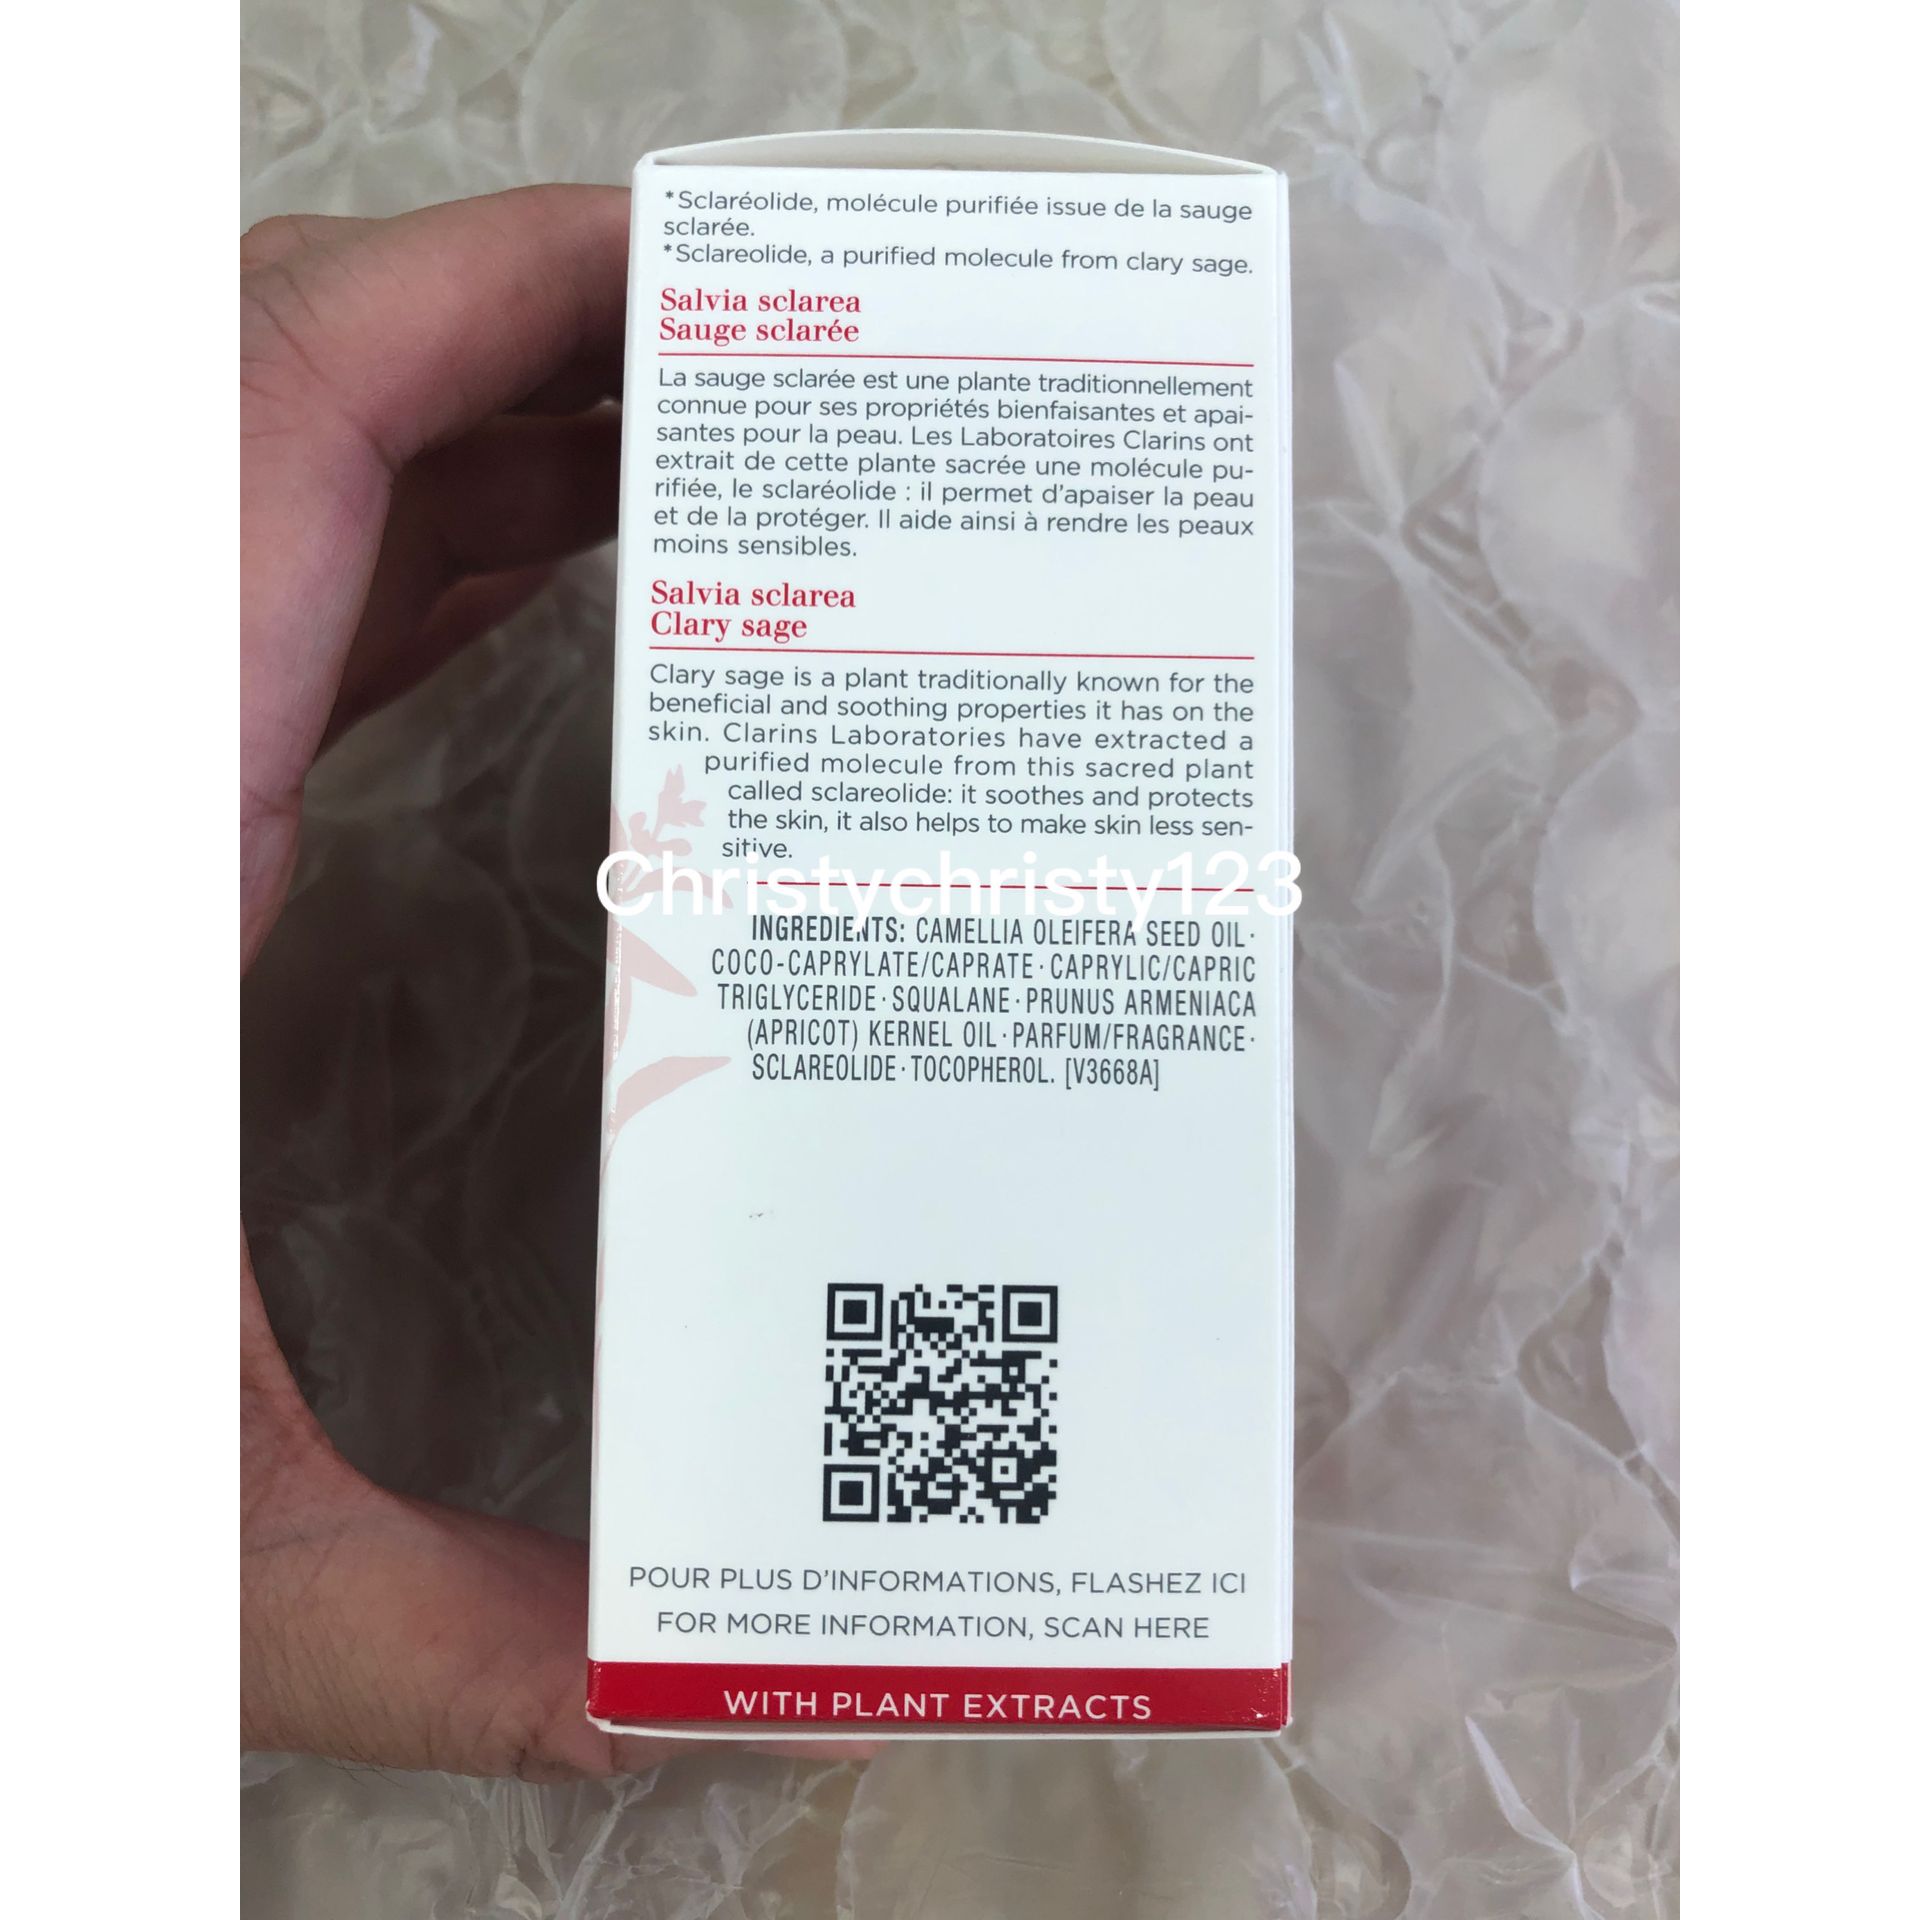 *Sclaréolide, molécule purifiée issue de la sauge
sclarée.
*Sclareolide, a purified molecule from clary sage.
Salvia sclarea
Sauge sclarée
La sauge sclarée est une plante traditionnellement
connue pour ses propriétés bienfaisantes et apai-
santes pour la peau. Les Laboratoires Clarins ont
extrait de cette plante sacrée une molécule pu-
rifiée, le sclaréolide : il permet d'apaiser la peau
et de la protéger. Il aide ainsi à rendre les peaux
moins sensibles.
Salvia sclarea
Clary sage
Clary sage is a plant traditionally known for the
beneficial and soothing properties it has on the
skin. Clarins Laboratories have extracted a
purified molecule from this sacred plant
called sclareolide: it soothes and protects
the skin, it also helps to make skin less sen-
sitive.
Christychristy123
INGREDIENTS: CAMELLIA OLEIFERA SEED OIL·
COCO-CAPRYLATE/CAPRATE·CAPRYLIC/CAPRIC
TRIGLYCERIDE·SQUALANE·PRUNUS ARMENIACA
(APRICOT) KERNEL OIL·PARFUM/FRAGRANCE·
SCLAREOLIDE·TOCOPHEROL. [V3668A]
POUR PLUS D'INFORMATIONS, FLASHEZ ICI
FOR MORE INFORMATION, SCAN HERE
WITH PLANT EXTRACTS